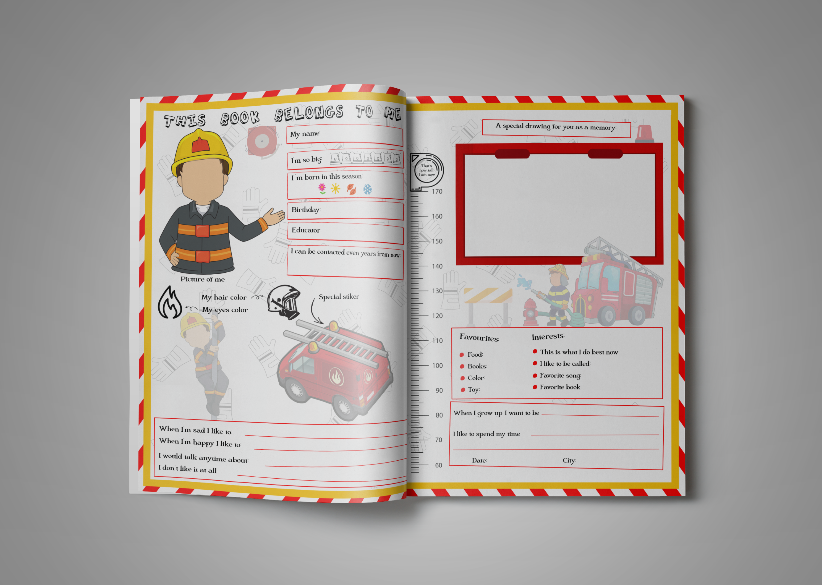 THIS BOOK BELONGS TO ME
My name
I'm so big
I'm born in this season
Birthday
Educator
I can be contacted even years from now
Picture of me
My hair color
My eyes color
Special stiker
When I'm sad I like to
When I'm happy I like to
I would talk anytime about
I don't like it at all
A special drawing for you as a memory
170
160
150
140
130
120
110
100
90
80
70
60
Favourites
Food:
Books:
Color:
Toy:
Interests:
This is what I do best now
I like to be called
Favorite song
Favorite book
When I grow up I want to be
I like to spend my time
Date:
City: